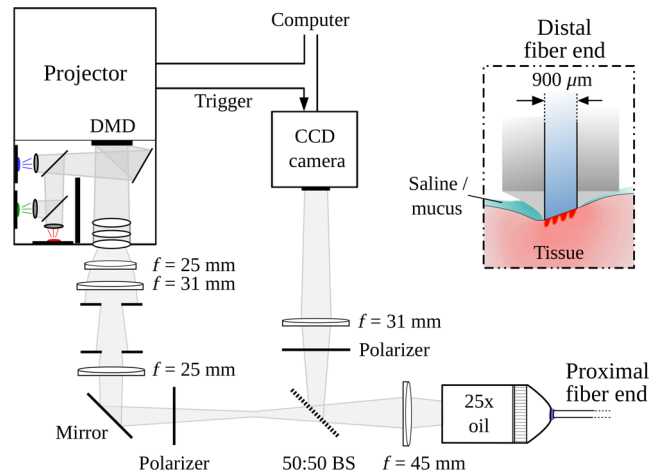 Computer
Projector
Trigger
DMD
CCD
camera
Distal
fiber end
900 μm
Saline /
mucus
Tissue
f = 25 mm
f = 31 mm
f = 31 mm
Polarizer
f = 25 mm
Mirror
Polarizer
50:50 BS
f = 45 mm
25x
oil
Proximal
fiber end